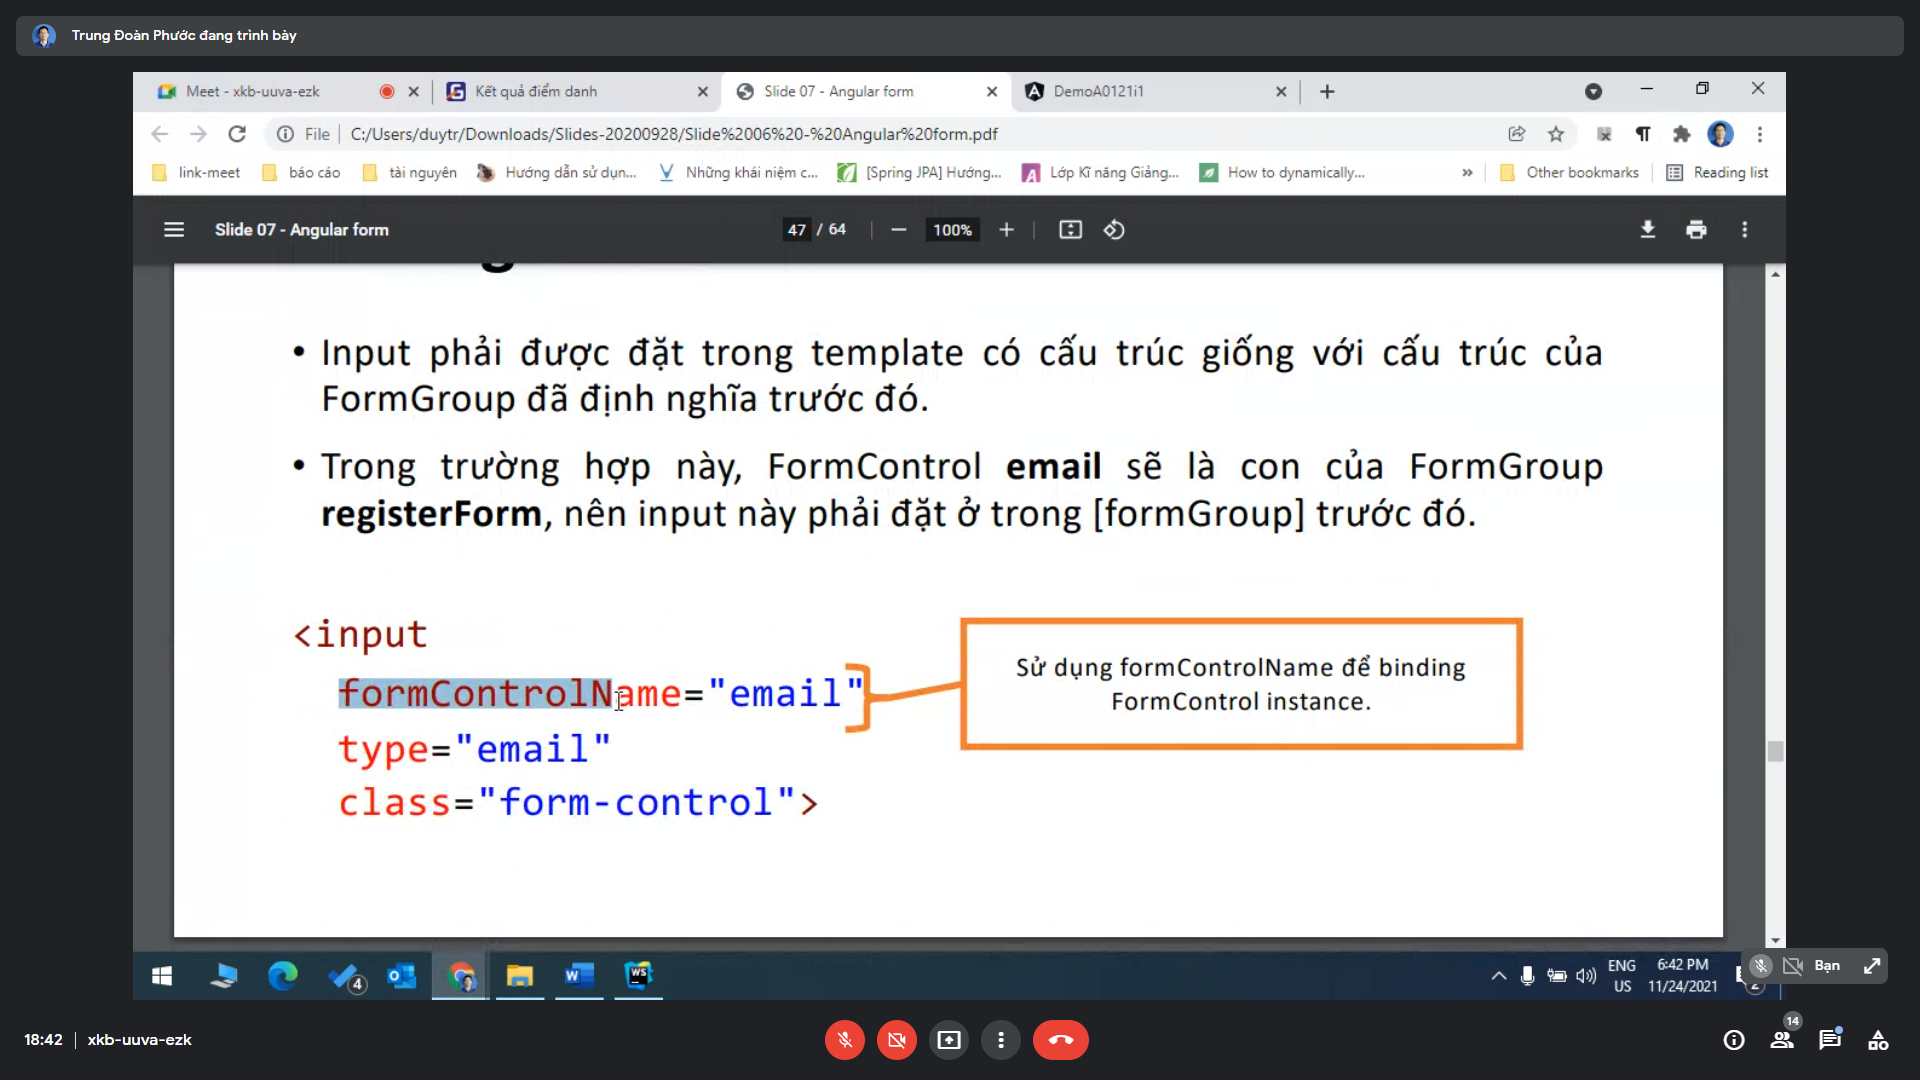 Trung Đoàn Phước đang trình bày
Meet - xkb-uuva-ezk
Kết quả điểm danh
Slide 07 - Angular form
DemoA0121i1
File
C:/Users/duytr/Downloads/Slides-20200928/Slide%2006%20-%20Angular%20form.pdf
link-meet
báo cáo
tài nguyên
Hướng dẫn sử dụn...
Những khái niệm c...
[Spring JPA] Hướng...
Lớp Kĩ năng Giảng...
How to dynamically...
»
Other bookmarks
Reading list
Slide 07 - Angular form
47 / 64
100%
• Input phải được đặt trong template có cấu trúc giống với cấu trúc của
FormGroup đã định nghĩa trước đó.
• Trong trường hợp này, FormControl email sẽ là con của FormGroup
registerForm, nên input này phải đặt ở trong [formGroup] trước đó.
<input
formControlName="email"
type="email"
class="form-control">
Sử dụng formControlName để binding
FormControl instance.
4
WS
ENG
US
6:42 PM
11/24/2021
2
Bạn
18:42
xkb-uuva-ezk
14